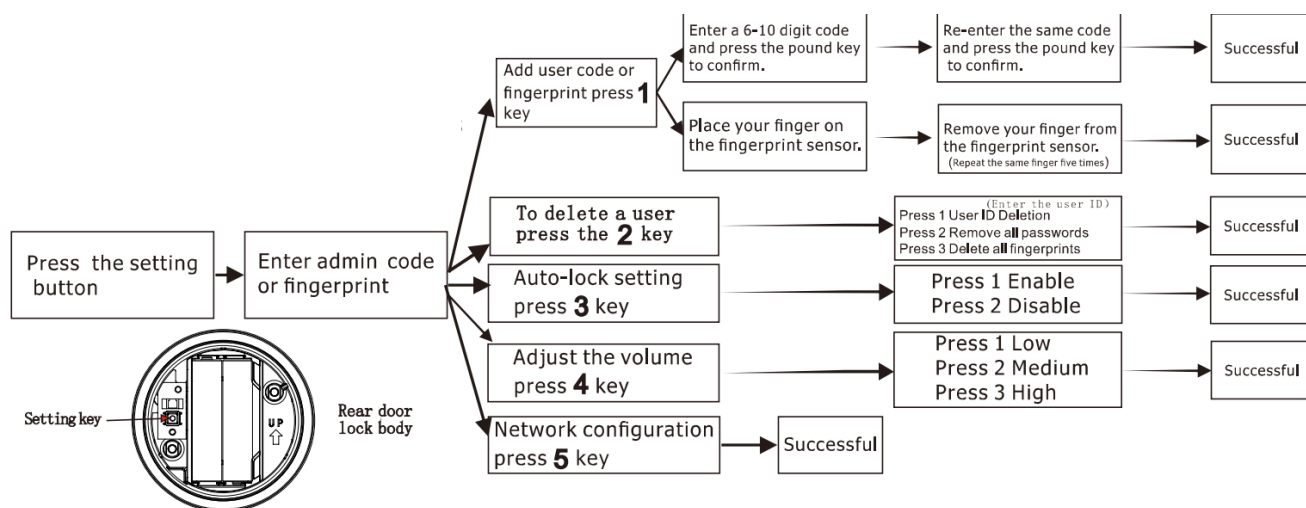 Enter a 6-10 digit code
and press the pound key
to confirm.
Re-enter the same code
and press the pound key
to confirm.
Successful
Add user code or
fingerprint press 1
key
Place your finger on
the fingerprint sensor.
Remove your finger from
the fingerprint sensor.
(Repeat the same finger five times)
Successful
To delete a user
press the 2 key
(Enter the user ID)
Press 1 User ID Deletion
Press 2 Remove all passwords
Press 3 Delete all fingerprints
Successful
Press the setting
button
Enter admin code
or fingerprint
Auto-lock setting
press 3 key
Press 1 Enable
Press 2 Disable
Successful
Adjust the volume
press 4 key
Press 1 Low
Press 2 Medium
Press 3 High
Successful
Network configuration
press 5 key
Successful
Setting key
UP
Rear door
lock body